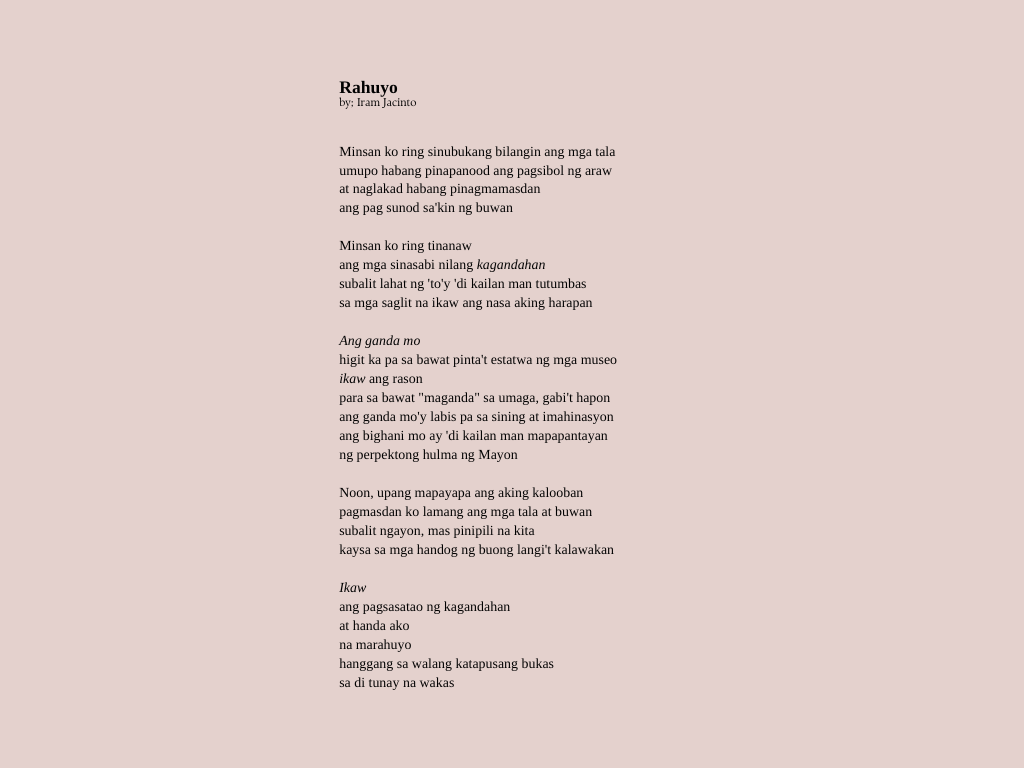 Rahuyo
by; Iram Jacinto
Minsan ko ring sinubukang bilangin ang mga tala
umupo habang pinapanood ang pagsibol ng araw
at naglakad habang pinagmamasdan
ang pag sunod sa'kin ng buwan
Minsan ko ring tinanaw
ang mga sinasabi nilang kagandahan
subalit lahat ng 'to'y 'di kailan man tutumbas
sa mga saglit na ikaw ang nasa aking harapan
Ang ganda mo
higit ka pa sa bawat pinta't estatwa ng mga museo
ikaw ang rason
para sa bawat "maganda" sa umaga, gabi't hapon
ang ganda mo'y labis pa sa sining at imahinasyon
ang bighani mo ay 'di kailan man mapapantayan
ng perpektong hulma ng Mayon
Noon, upang mapayapa ang aking kalooban
pagmasdan ko lamang ang mga tala at buwan
subalit ngayon, mas pinipili na kita
kaysa sa mga handog ng buong langi't kalawakan
Ikaw
ang pagsasatao ng kagandahan
at handa ako
na marahuyo
hanggang sa walang katapusang bukas
sa di tunay na wakas